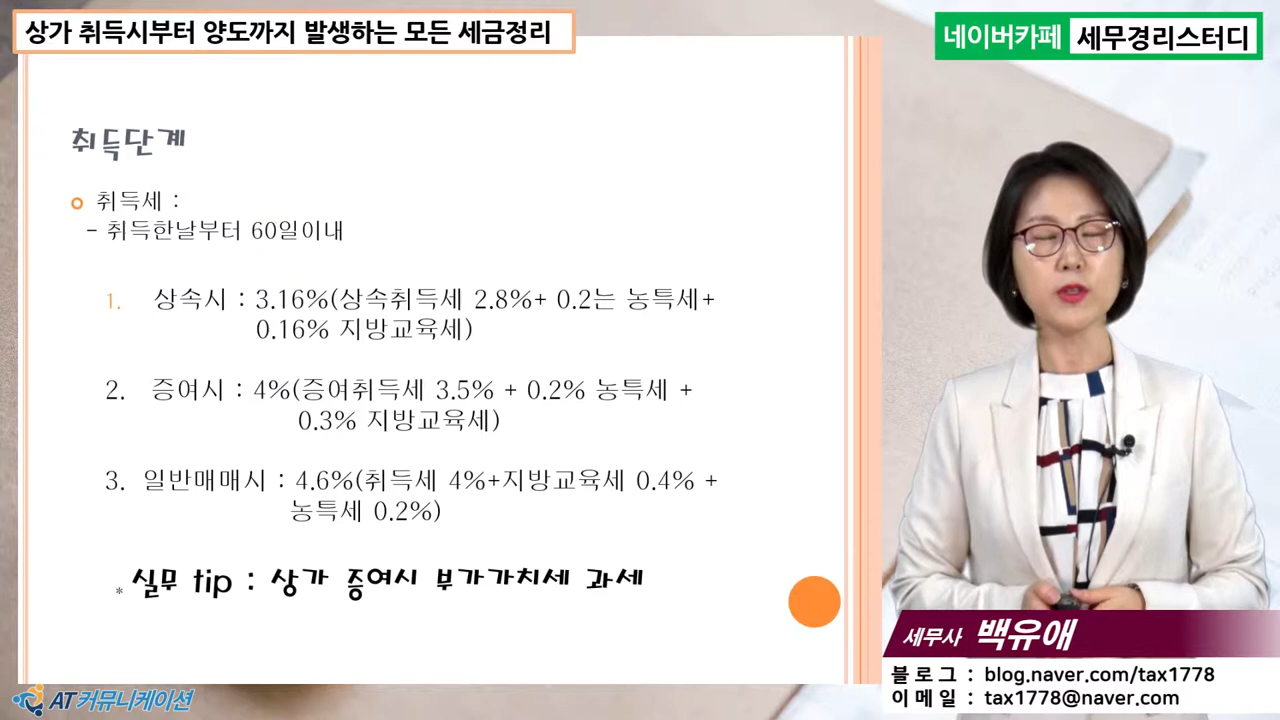 상가 취득시부터 양도까지 발생하는 모든 세금정리
네이버카페 세무경리스터디
취득단계
취득세 :
- 취득한날부터 60일이내
1. 상속시 : 3.16%(상속취득세 2.8%+ 0.2는 농특세+
0.16% 지방교육세)
2. 증여시 : 4%(증여취득세 3.5% + 0.2% 농특세 +
0.3% 지방교육세)
3. 일반매매시 : 4.6%(취득세 4%+지방교육세 0.4% +
농특세 0.2%)
* 실무 tip : 상가 증여시 부가가치세 과세
세무사 백유애
블로그 : blog.naver.com/tax1778
이메일 : tax1778@naver.com
AT커뮤니케이션